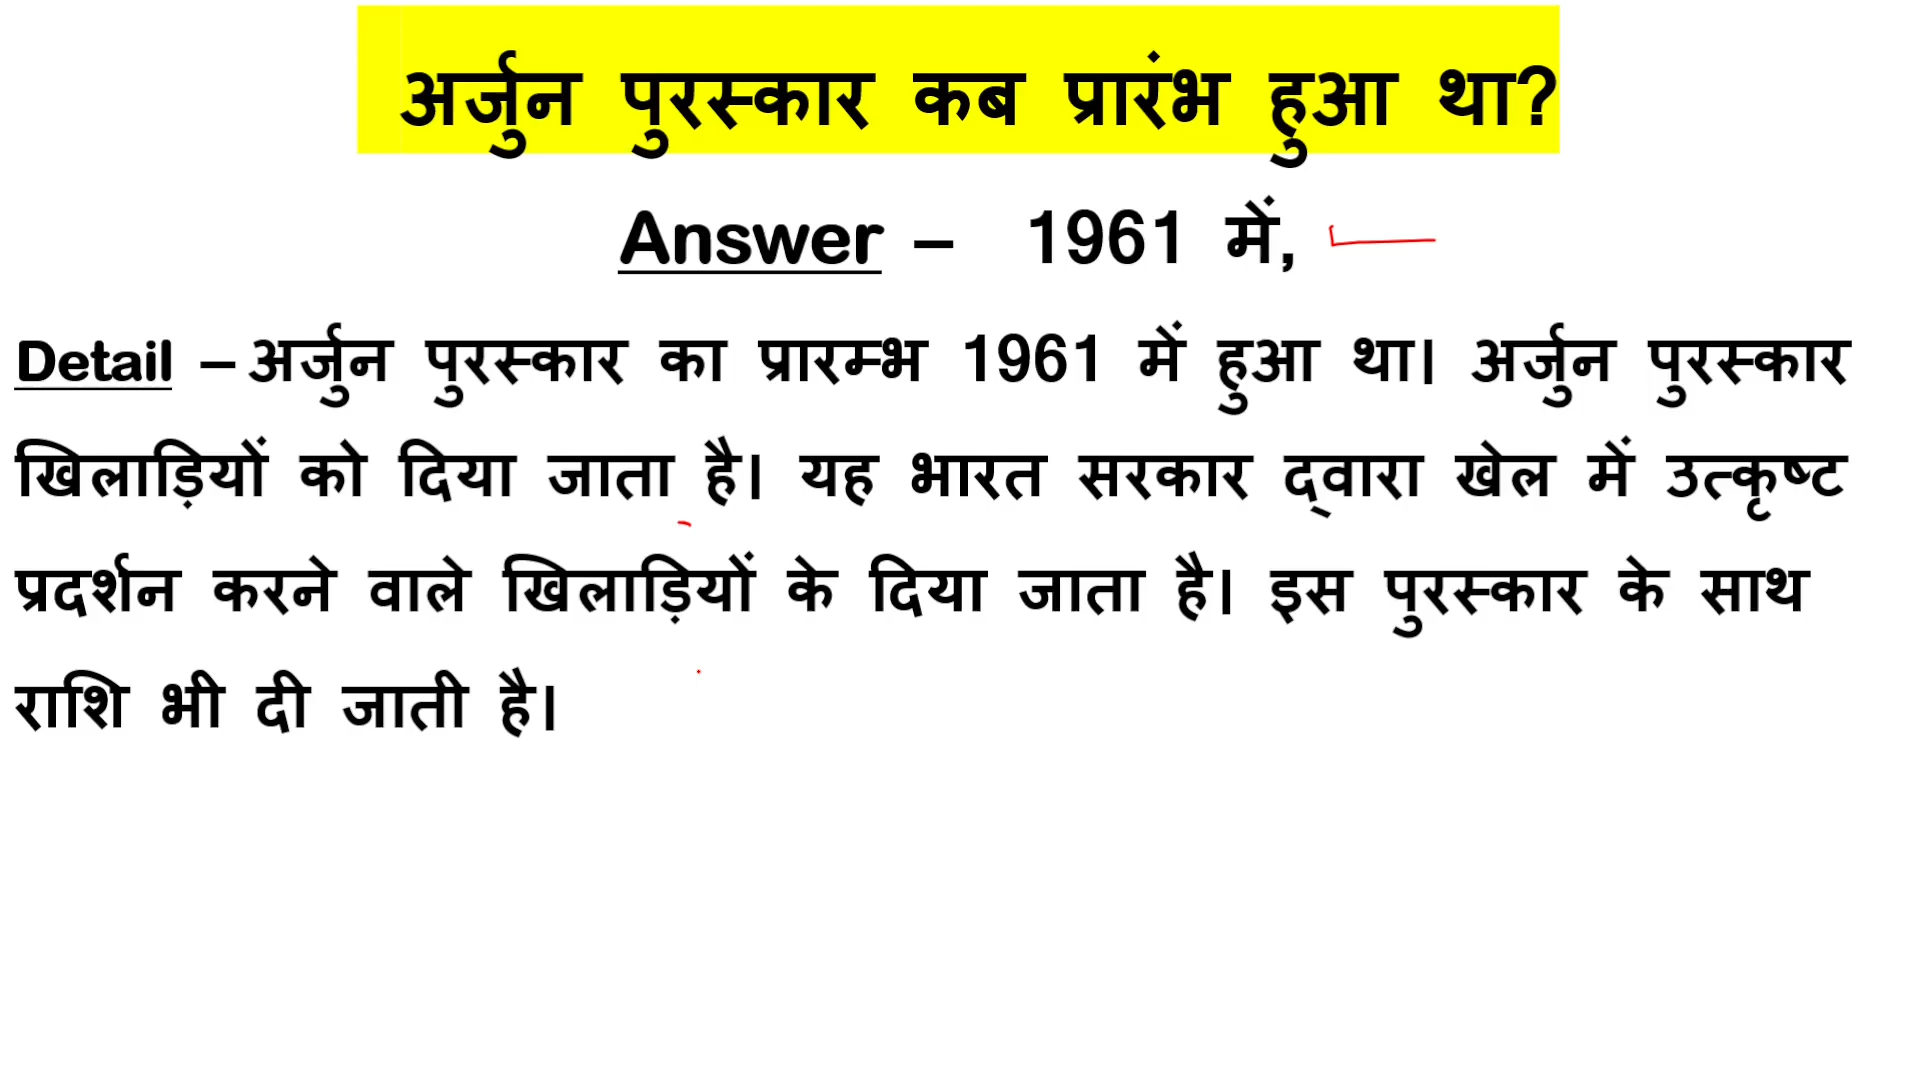 अर्जुन पुरस्कार कब प्रारंभ हुआ था?
Answer – 1961 में,
Detail – अर्जुन पुरस्कार का प्रारम्भ 1961 में हुआ था। अर्जुन पुरस्कार
खिलाड़ियों को दिया जाता है। यह भारत सरकार द्वारा खेल में उत्कृष्ट
प्रदर्शन करने वाले खिलाड़ियों के दिया जाता है। इस पुरस्कार के साथ
राशि भी दी जाती है।